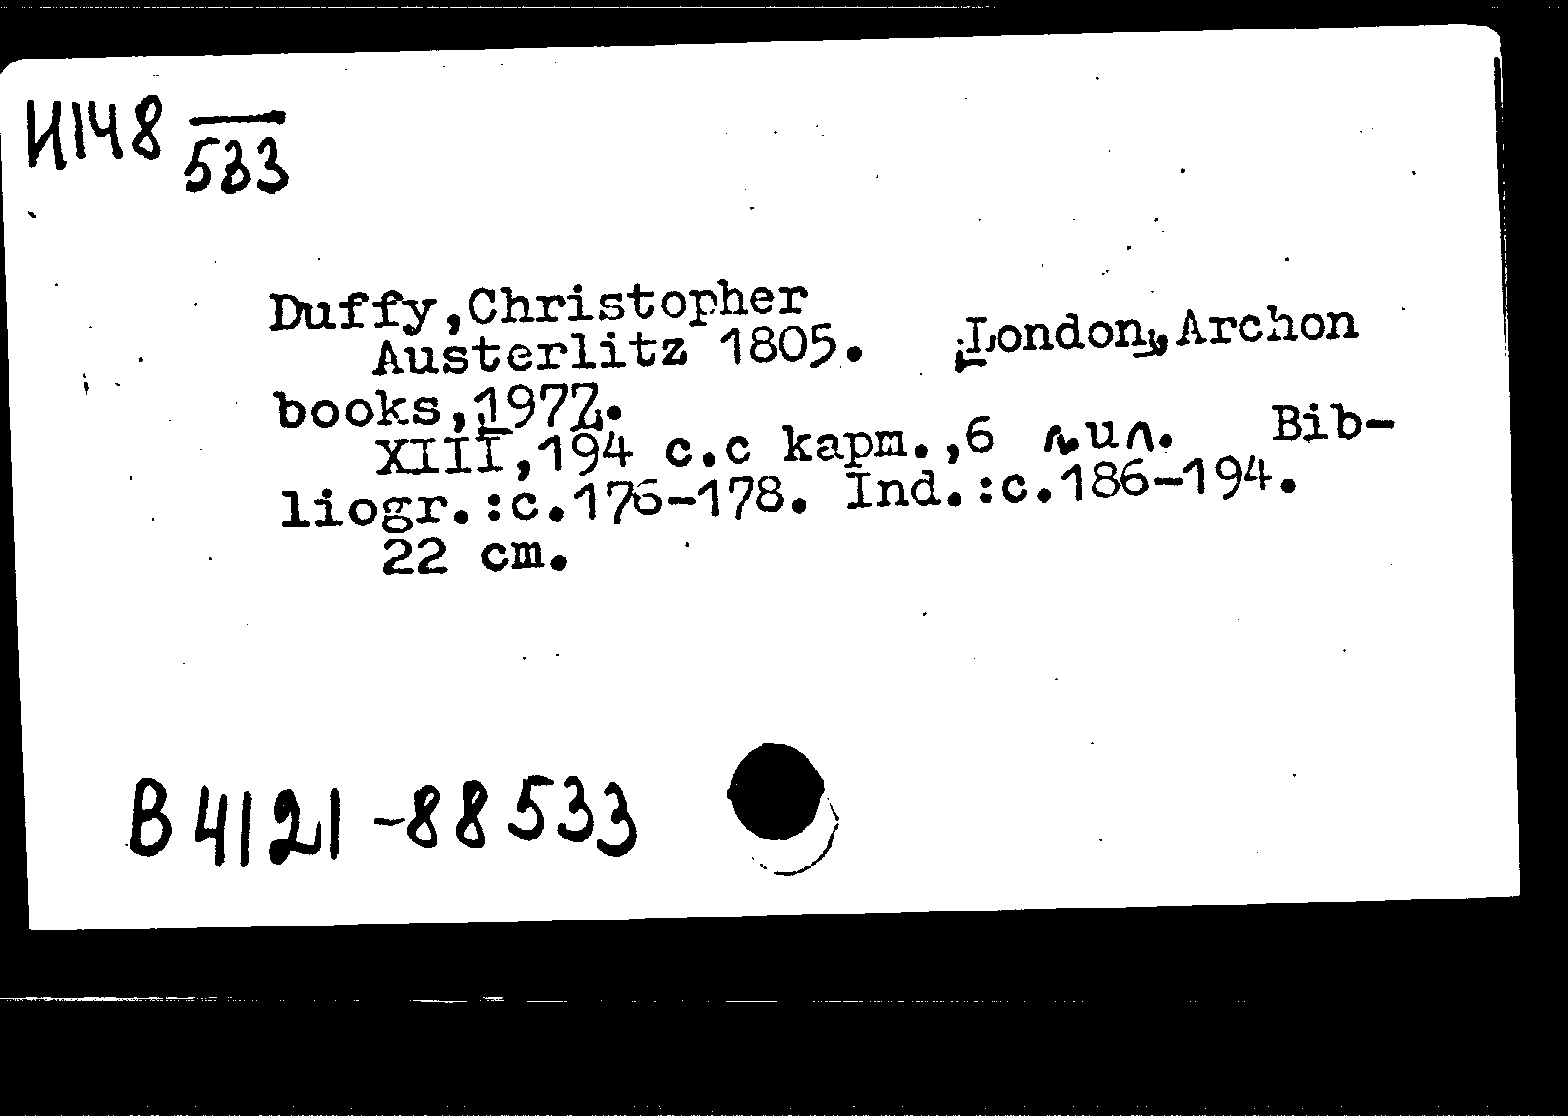 И148 533
Duffy, Christopher
Austerlitz 1805. London, Archon
books, 1977.
XIII, 194 с.с карт., 6 л.ил. Bib-
liogr.:с.176-178. Ind.:с.186-194.
22 cm.
В 4121-88533